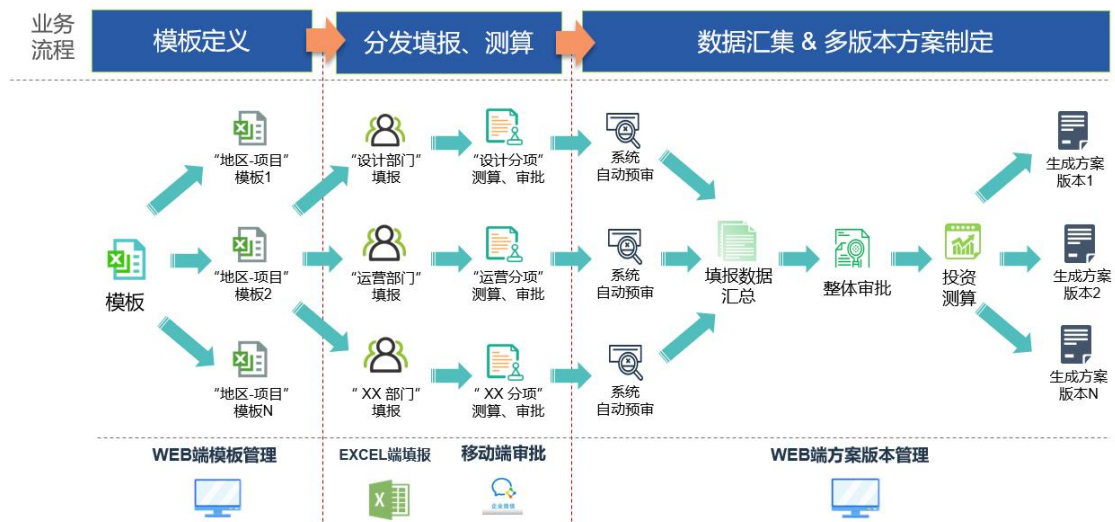 业务
流程
模板定义
分发填报、测算
数据汇集 & 多版本方案制定
模板
“地区-项目”
模板1
“地区-项目”
模板2
“地区-项目”
模板N
“设计部门”
填报
“运营部门”
填报
“ XX 部门”
填报
“设计分项”
测算、审批
“运营分项”
测算、审批
“ XX 分项”
测算、审批
系统
自动预审
系统
自动预审
系统
自动预审
填报数据
汇总
整体审批
投资
测算
生成方案
版本1
生成方案
版本2
生成方案
版本N
WEB端模板管理
EXCEL端填报
移动端审批
WEB端方案版本管理
X
企业微信